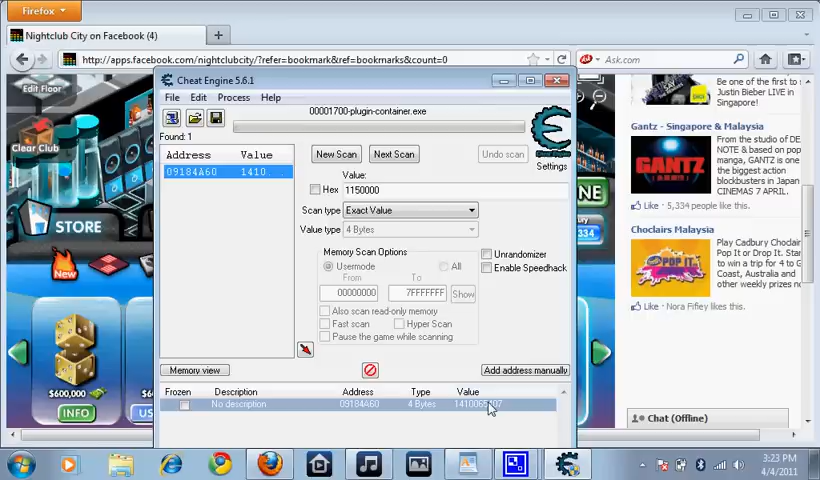 Firefox
Nightclub City on Facebook (4)
http://apps.facebook.com/nightclubcity/?refer=bookmark&ref=bookmarks&count=0
Ask.com
Edit Floor
Clear Club
STORE
New
$600,000
INFO
Cheat Engine 5.6.1
File Edit Process Help
00001700-plugin-container.exe
Found: 1
Address Value
09184A60 1410...
New Scan Next Scan Undo scan
Settings
Value:
Hex 1150000
Scan type Exact Value
Value type 4 Bytes
Memory Scan Options
Usermode All
From To
00000000 7FFFFFFF Show
Also scan read-only memory
Fast scan Hyper Scan
Pause the game while scanning
Unrandomizer
Enable Speedhack
Memory view
Add address manually
Frozen Description Address Type Value
No description 09184A60 4 Bytes
Be one of the first to
Justin Bieber LIVE in
Singapore!
Gantz - Singapore & Malaysia
From the studio of DE
NOTE & based on pop
manga, GANTZ is one
biggest action
blockbusters in Japan
CINEMAS 7 APRIL
GANTZ
Like · 5,334 people like this.
Choclairs Malaysia
Play Cadbury Choclair
Pop It or Drop It. Star
to win a trip for 4 to G
Coast, Australia and
other weekly prizes no
POP IT
Like · Nora Fifiey likes this.
Chat (Offline)
3:23 PM
4/4/2011